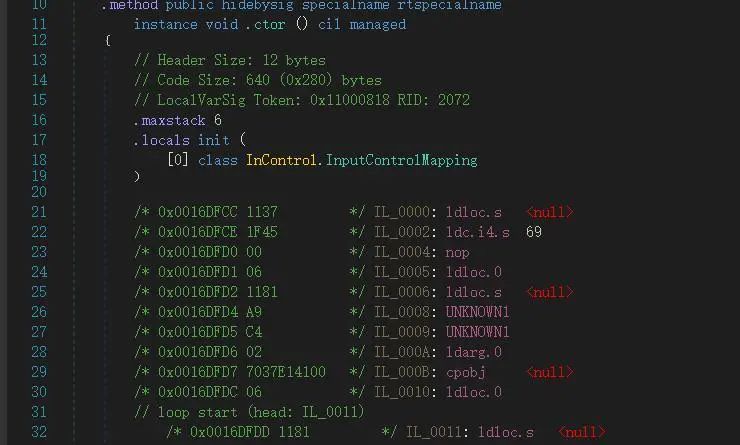 10 .method public hidebysig specialname rtspecialname
11 instance void .ctor () cil managed
12 {
13 // Header Size: 12 bytes
14 // Code Size: 640 (0x280) bytes
15 // LocalVarSig Token: 0x11000818 RID: 2072
16 .maxstack 6
17 .locals init (
18 [0] class InControl.InputControlMapping
19 )
20
21 /* 0x0016DFCC 1137 */ IL_0000: ldloc.s <null>
22 /* 0x0016DFCE 1F45 */ IL_0002: ldc.i4.s 69
23 /* 0x0016DFD0 00 */ IL_0004: nop
24 /* 0x0016DFD1 06 */ IL_0005: ldloc.0
25 /* 0x0016DFD2 1181 */ IL_0006: ldloc.s <null>
26 /* 0x0016DFD4 A9 */ IL_0008: UNKNOWN1
27 /* 0x0016DFD5 C4 */ IL_0009: UNKNOWN1
28 /* 0x0016DFD6 02 */ IL_000A: ldarg.0
29 /* 0x0016DFD7 7037E14100 */ IL_000B: cpobj <null>
30 /* 0x0016DFDC 06 */ IL_0010: ldloc.0
31 // loop start (head: IL_0011)
32 /* 0x0016DFDD 1181 */ IL_0011: ldloc.s <null>